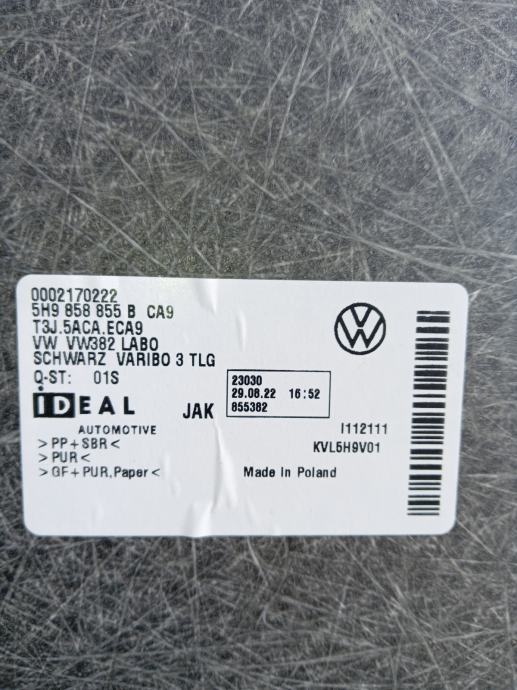 0002170222
5H9 858 855 B CA9
T3J.5ACA.ECA9
VW VW382 LABO
SCHWARZ VARIBO 3 TLG
Q-ST: 01S
IDEAL
AUTOMOTIVE
JAK
23030
29.08.22 16:52
855382
I112111
KVL5H9V01
>PP+SBR<
>PUR<
>GF+PUR,Paper<
Made in Poland